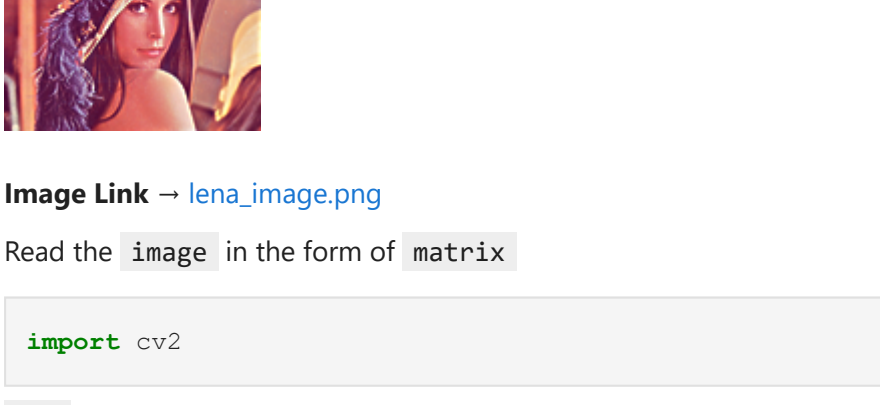 Image Link → lena_image.png
Read the image in the form of matrix
import cv2